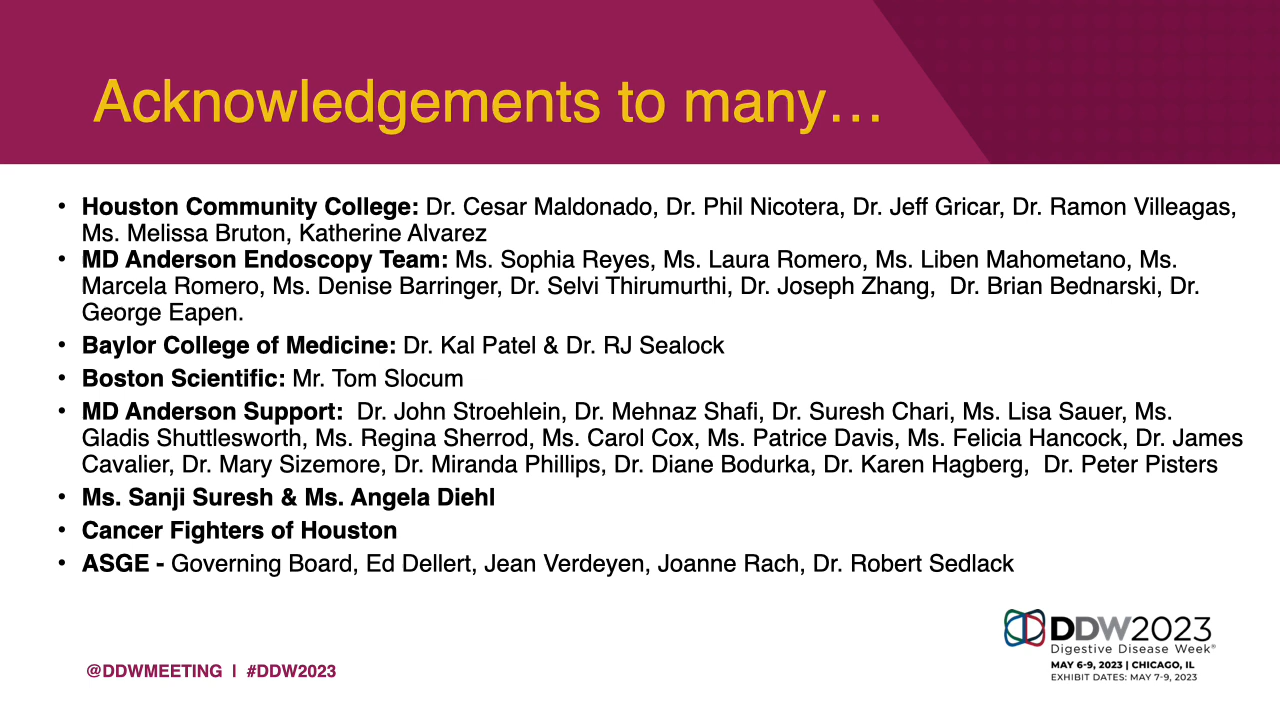 Acknowledgements to many…
• Houston Community College: Dr. Cesar Maldonado, Dr. Phil Nicotera, Dr. Jeff Gricar, Dr. Ramon Villeagas,
Ms. Melissa Bruton, Katherine Alvarez
• MD Anderson Endoscopy Team: Ms. Sophia Reyes, Ms. Laura Romero, Ms. Liben Mahometano, Ms.
Marcela Romero, Ms. Denise Barringer, Dr. Selvi Thirumurthi, Dr. Joseph Zhang,  Dr. Brian Bednarski, Dr.
George Eapen.
• Baylor College of Medicine: Dr. Kal Patel & Dr. RJ Sealock
• Boston Scientific: Mr. Tom Slocum
• MD Anderson Support:  Dr. John Stroehlein, Dr. Mehnaz Shafi, Dr. Suresh Chari, Ms. Lisa Sauer, Ms.
Gladis Shuttlesworth, Ms. Regina Sherrod, Ms. Carol Cox, Ms. Patrice Davis, Ms. Felicia Hancock, Dr. James
Cavalier, Dr. Mary Sizemore, Dr. Miranda Phillips, Dr. Diane Bodurka, Dr. Karen Hagberg,  Dr. Peter Pisters
• Ms. Sanji Suresh & Ms. Angela Diehl
• Cancer Fighters of Houston
• ASGE - Governing Board, Ed Dellert, Jean Verdeyen, Joanne Rach, Dr. Robert Sedlack
DDW2023
Digestive Disease Week®
MAY 6-9, 2023 | CHICAGO, IL
EXHIBIT DATES: MAY 7-9, 2023
@DDWMEETING | #DDW2023